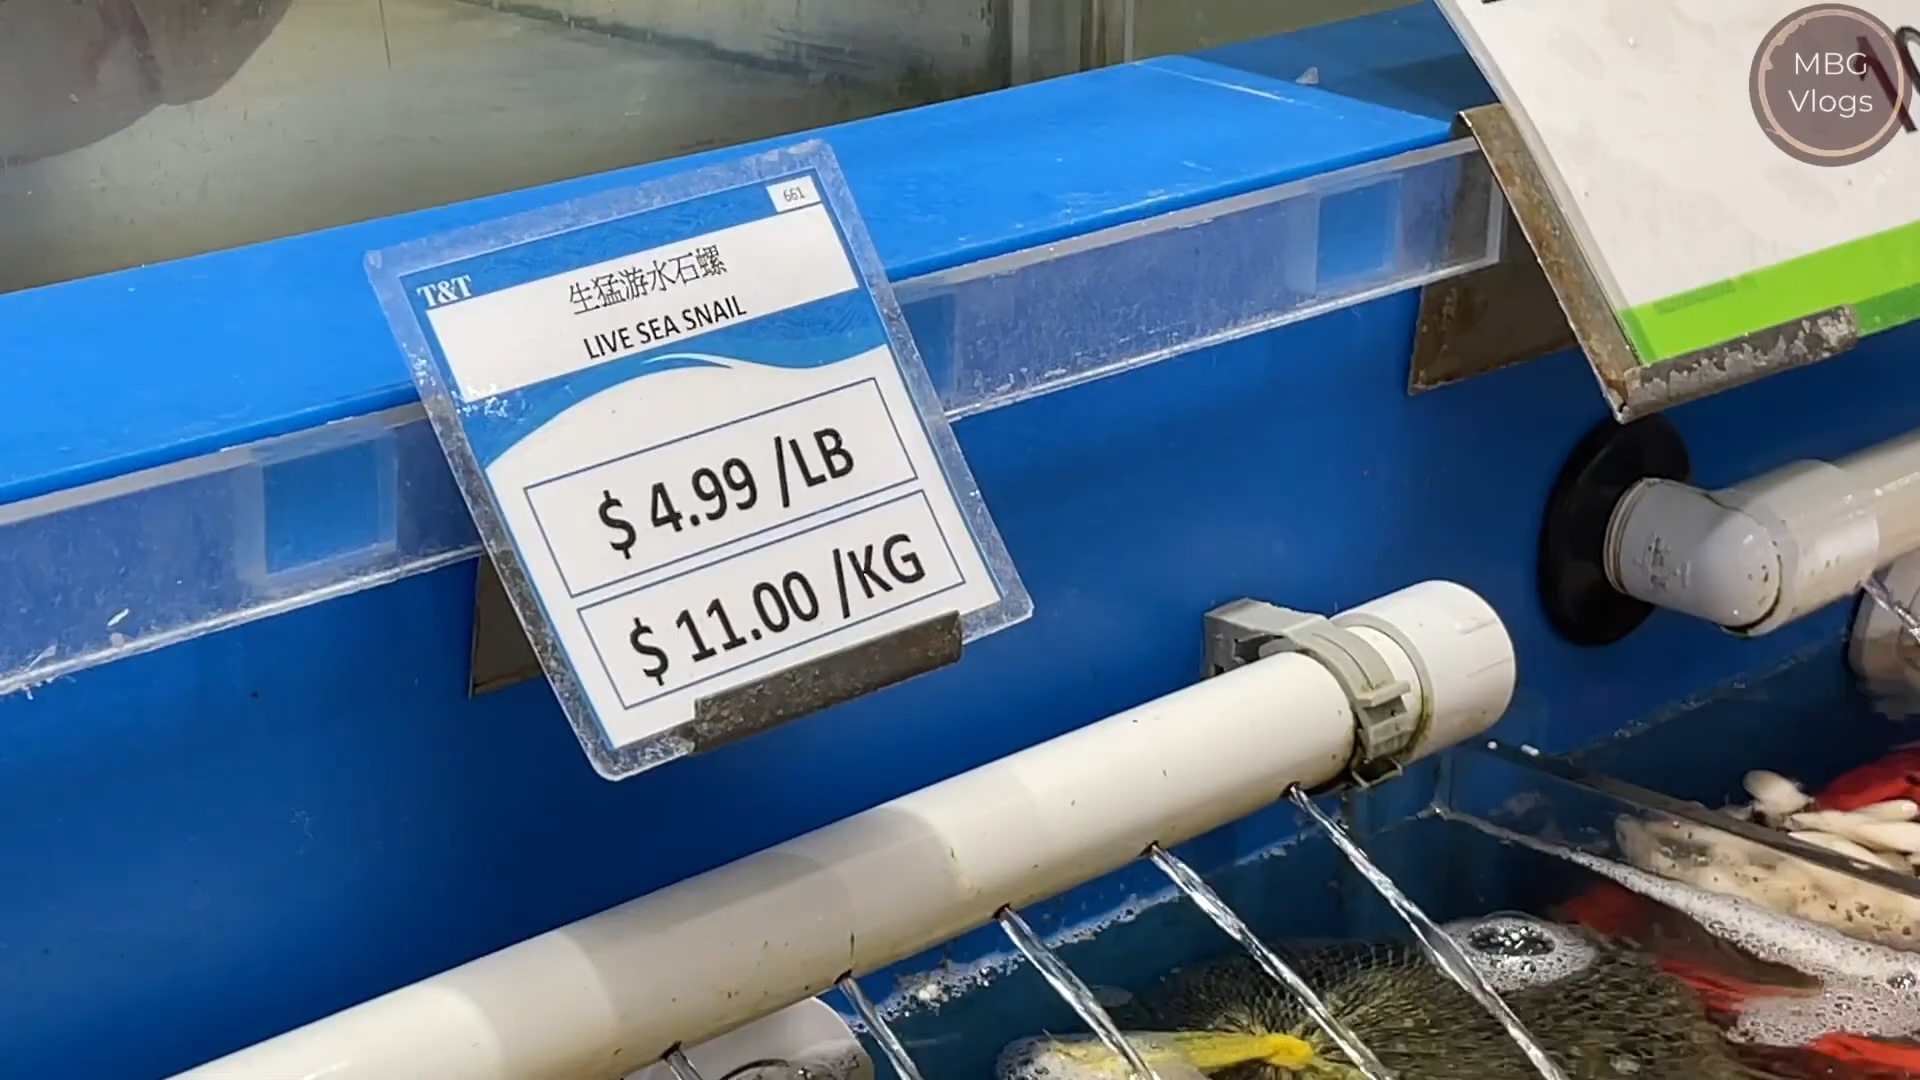 MBG
Vlogs
661
T&T
生猛游水石螺
LIVE SEA SNAIL
$ 4.99 /LB
$ 11.00 /KG